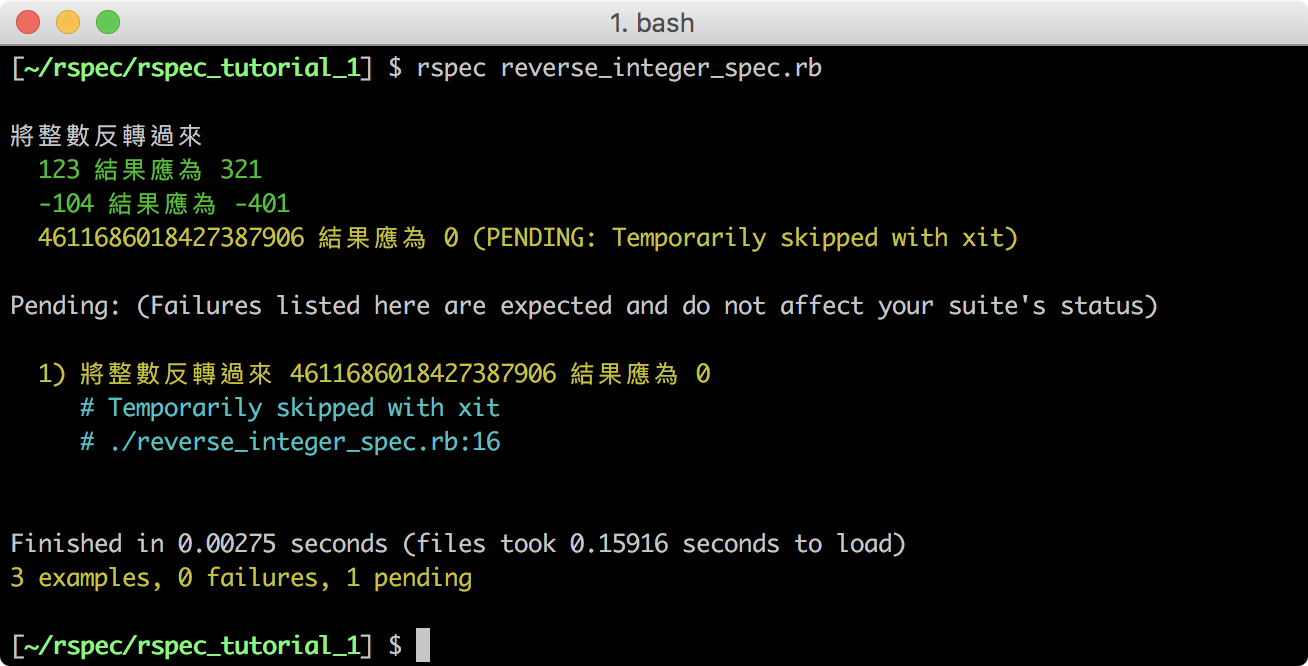 1. bash
[~/rspec/rspec_tutorial_1] $ rspec reverse_integer_spec.rb
將整數反轉過來
123 結果應為 321
-104 結果應為 -401
4611686018427387906 結果應為 0 (PENDING: Temporarily skipped with xit)
Pending: (Failures listed here are expected and do not affect your suite's status)
1) 將整數反轉過來 4611686018427387906 結果應為 0
# Temporarily skipped with xit
# ./reverse_integer_spec.rb:16
Finished in 0.00275 seconds (files took 0.15916 seconds to load)
3 examples, 0 failures, 1 pending
[~/rspec/rspec_tutorial_1] $